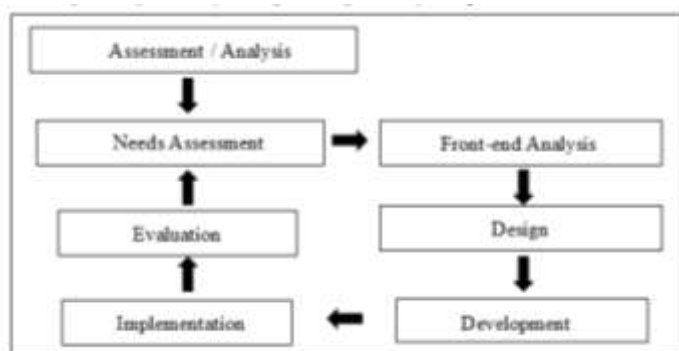 Assessment / Analysis
Needs Assessment
Front-end Analysis
Evaluation
Design
Implementation
Development